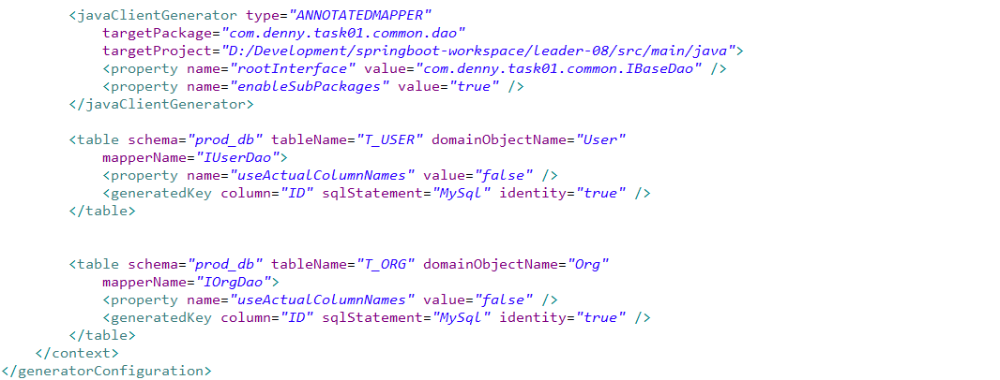 <javaClientGenerator type="ANNOTATEDMAPPER"
targetPackage="com.denny.task01.common.dao"
targetProject="D:/Development/springboot-workspace/leader-08/src/main/java">
<property name="rootInterface" value="com.denny.task01.common.IBaseDao" />
<property name="enableSubPackages" value="true" />
</javaClientGenerator>
<table schema="prod_db" tableName="T_USER" domainObjectName="User"
mapperName="IUserDao">
<property name="useActualColumnNames" value="false" />
<generatedKey column="ID" sqlStatement="MySql" identity="true" />
</table>
<table schema="prod_db" tableName="T_ORG" domainObjectName="Org"
mapperName="IOrgDao">
<property name="useActualColumnNames" value="false" />
<generatedKey column="ID" sqlStatement="MySql" identity="true" />
</table>
</context>
</generatorConfiguration>